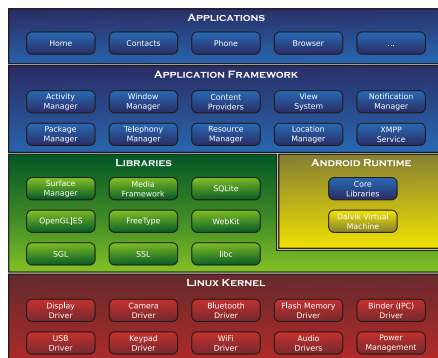 APPLICATIONS
Home
Contacts
Phone
Browser
...
APPLICATION FRAMEWORK
Activity
Manager
Window
Manager
Content
Providers
View
System
Notification
Manager
Package
Manager
Telephony
Manager
Resource
Manager
Location
Manager
XMPP
Service
LIBRARIES
Surface
Manager
Media
Framework
SQLite
OpenGL|ES
FreeType
WebKit
SGL
SSL
libc
ANDROID RUNTIME
Core
Libraries
Dalvik Virtual
Machine
LINUX KERNEL
Display
Driver
Camera
Driver
Bluetooth
Driver
Flash Memory
Driver
Binder (IPC)
Driver
USB
Driver
Keypad
Driver
WiFi
Driver
Audio
Drivers
Power
Management